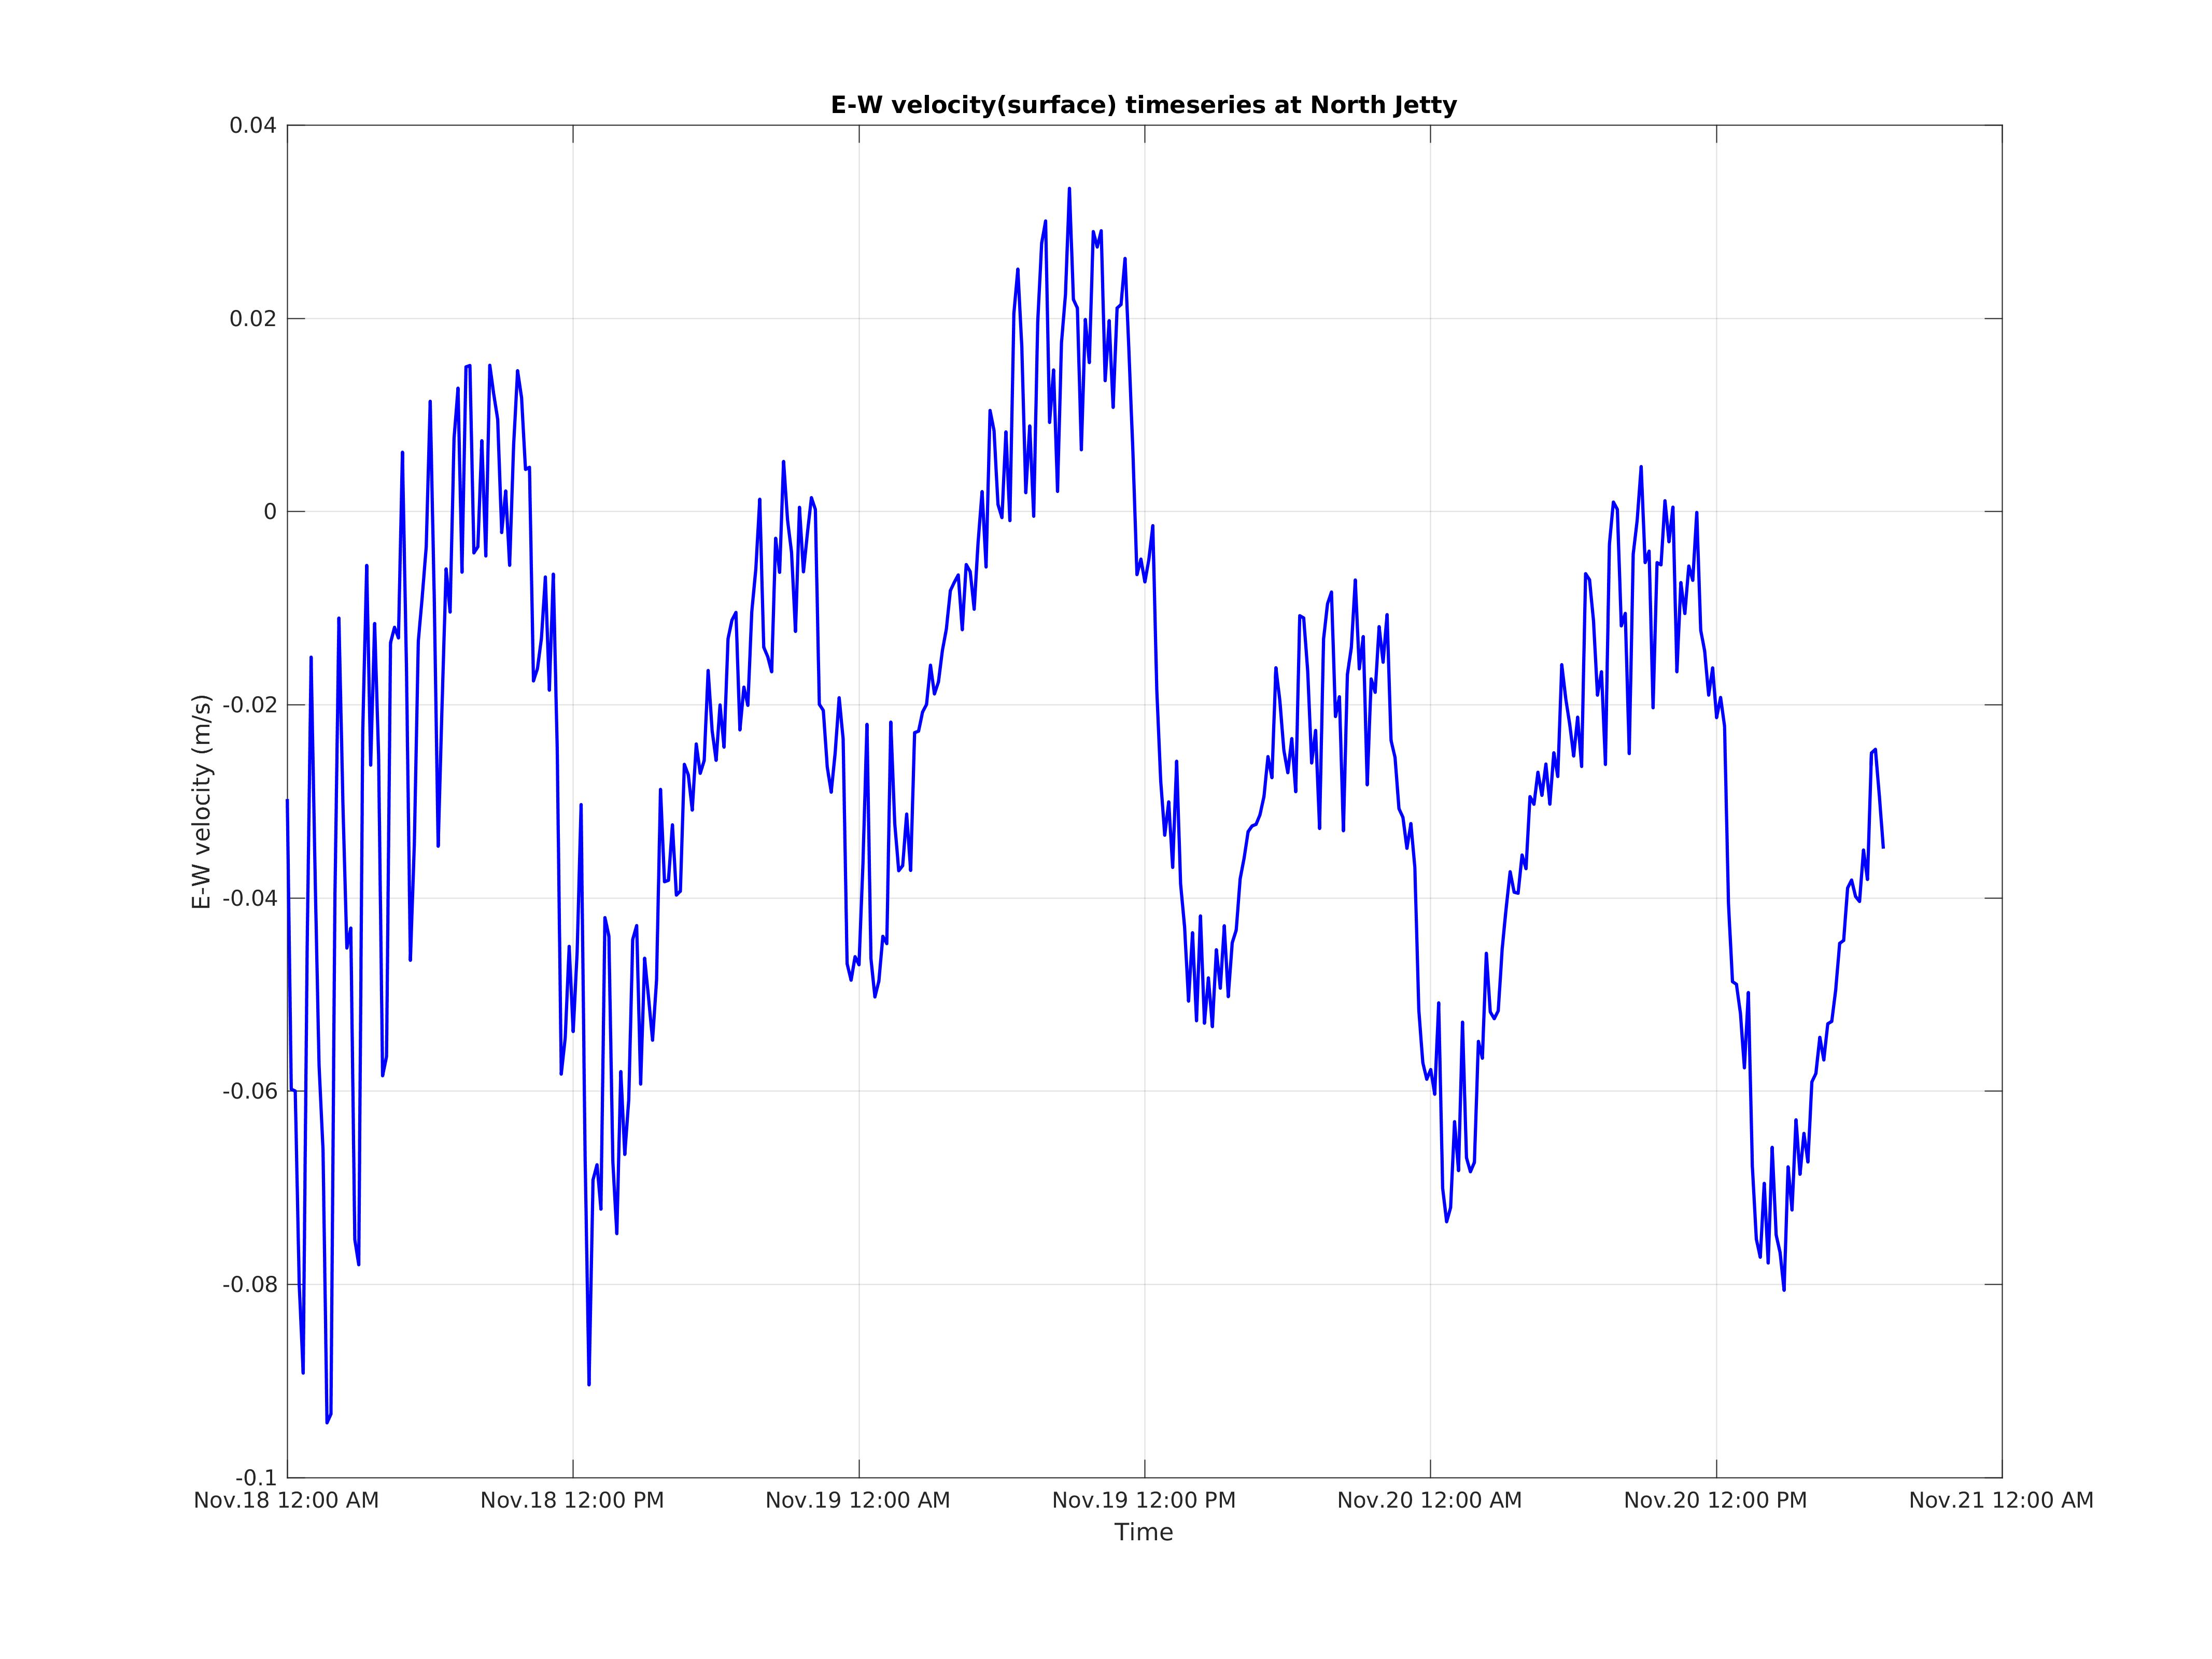 E-W velocity(surface) timeseries at North Jetty
0.04
0.02
0
-0.02
-0.04
-0.06
-0.08
-0.1
E-W velocity (m/s)
Nov.18 12:00 AM Nov.18 12:00 PM Nov.19 12:00 AM Nov.19 12:00 PM Nov.20 12:00 AM Nov.20 12:00 PM Nov.21 12:00 AM
Time